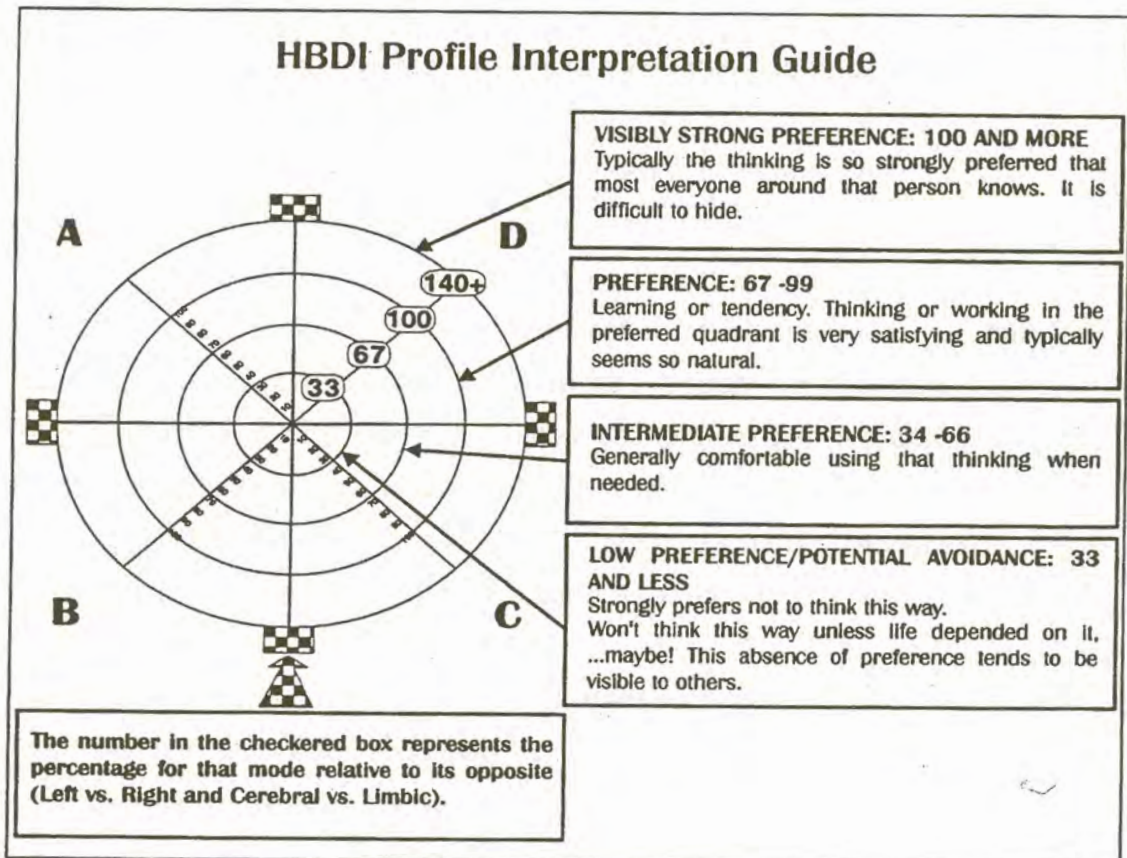 HBDI Profile Interpretation Guide
A
D
140+
100
67
33
B
C
VISIBLY STRONG PREFERENCE: 100 AND MORE
Typically the thinking is so strongly preferred that
most everyone around that person knows. It is
difficult to hide.
PREFERENCE: 67 -99
Learning or tendency. Thinking or working in the
preferred quadrant is very satisfying and typically
seems so natural.
INTERMEDIATE PREFERENCE: 34 -66
Generally comfortable using that thinking when
needed.
LOW PREFERENCE/POTENTIAL AVOIDANCE: 33
AND LESS
Strongly prefers not to think this way.
Won't think this way unless life depended on it,
...maybe! This absence of preference tends to be
visible to others.
The number in the checkered box represents the
percentage for that mode relative to its opposite
(Left vs. Right and Cerebral vs. Limbic).